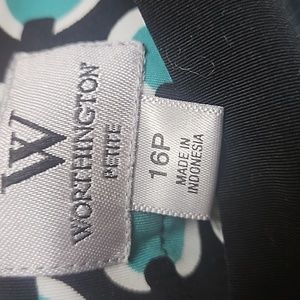 W
WORTHINGTON
PETITE
16P
MADE IN
INDONESIA